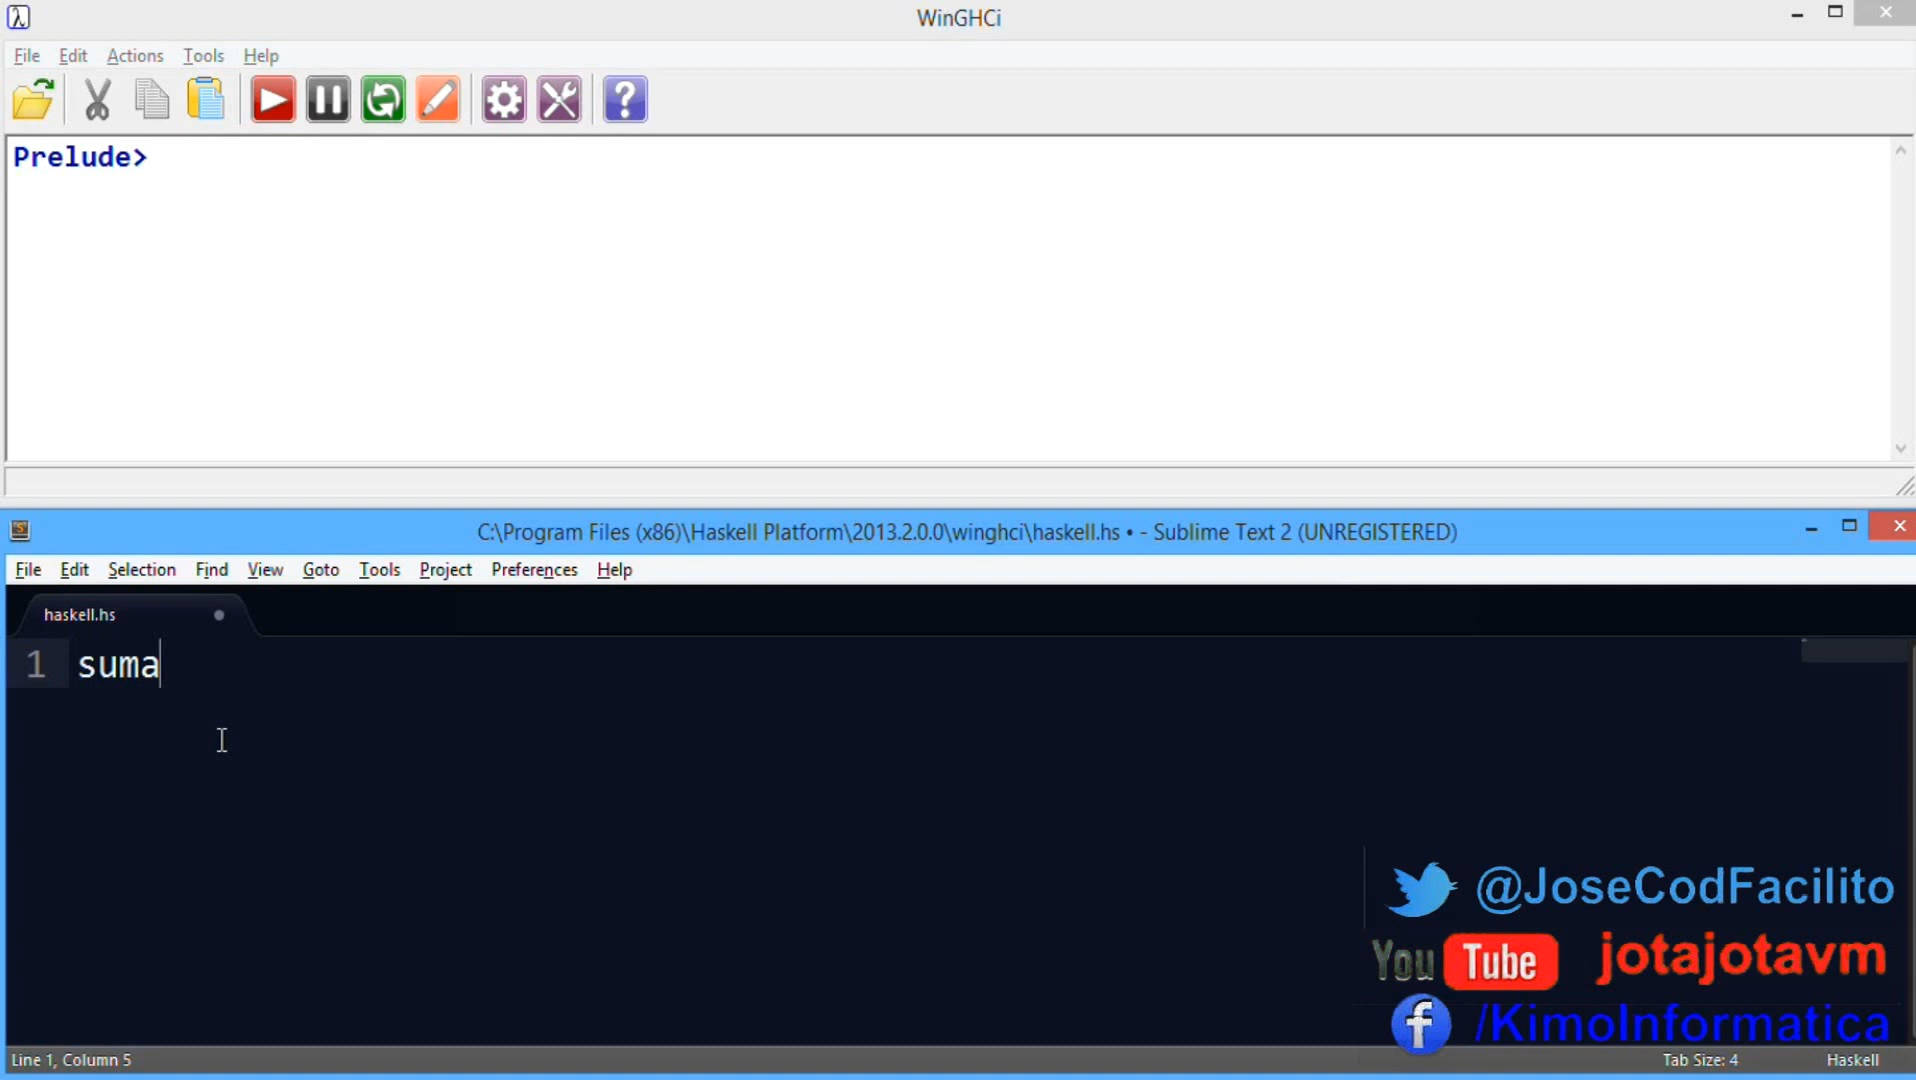 WinGHCi
File Edit Actions Tools Help
Prelude>
C:\Program Files (x86)\Haskell Platform\2013.2.0.0\winghci\haskell.hs • - Sublime Text 2 (UNREGISTERED)
File Edit Selection Find View Goto Tools Project Preferences Help
haskell.hs
1 suma
@JoseCodFacilito
YouTube jotajotavm
/KimoInformatica
Line 1, Column 5 Tab Size: 4 Haskell